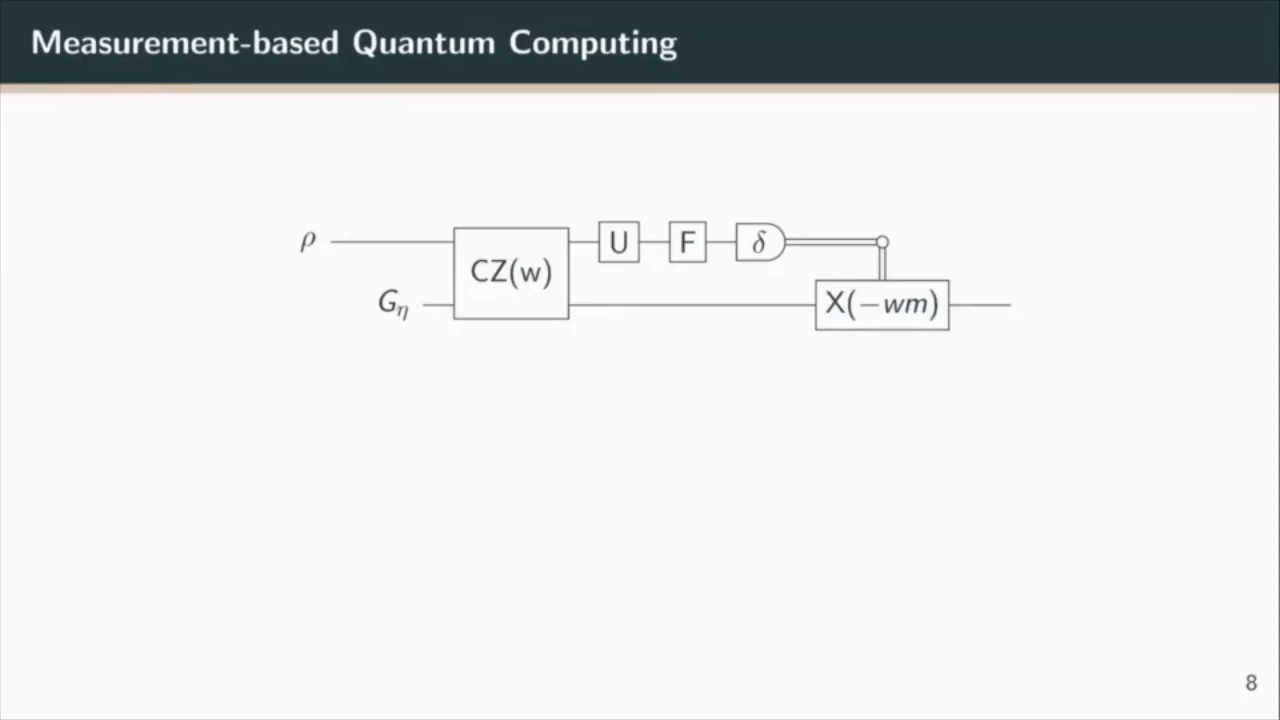 Measurement-based Quantum Computing
ρ CZ(w) U F δ
G_η X(−wm)
8